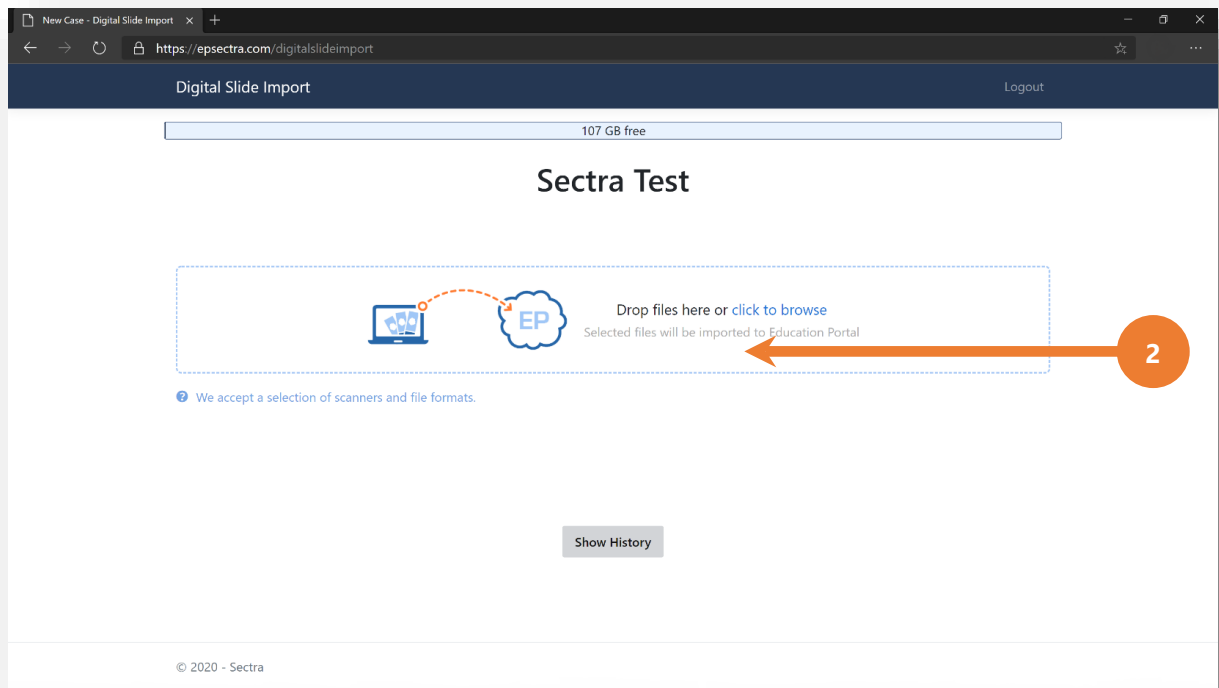 New Case - Digital Slide Import
https://epsectra.com/digitalslideimport
Digital Slide Import
Logout
107 GB free
Sectra Test
EP
Drop files here or click to browse
Selected files will be imported to Education Portal
2
We accept a selection of scanners and file formats.
Show History
© 2020 - Sectra